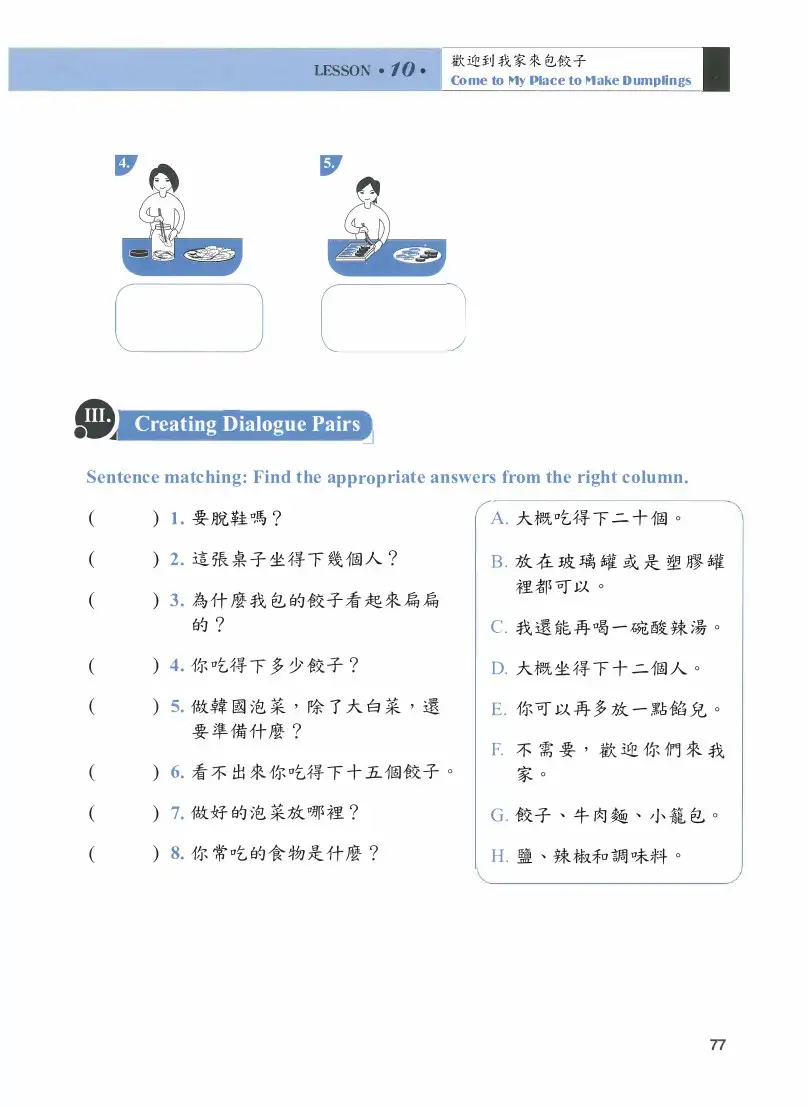 LESSON • 10 •
歡迎到我家來包餃子
Come to My Place to Make Dumplings
4.
5.
III.
Creating Dialogue Pairs
Sentence matching: Find the appropriate answers from the right column.
( ) 1. 要脫鞋嗎？
( ) 2. 這張桌子坐得下幾個人？
( ) 3. 為什麼我包的餃子看起來扁扁
的？
( ) 4. 你吃得下多少餃子？
( ) 5. 做韓國泡菜，除了大白菜，還
要準備什麼？
( ) 6. 看不出來你吃得下十五個餃子。
( ) 7. 做好的泡菜放哪裡？
( ) 8. 你常吃的食物是什麼？
A. 大概吃得下二十個。
B. 放在玻璃罐或是塑膠罐
裡都可以。
C. 我還能再喝一碗酸辣湯。
D. 大概坐得下十二個人。
E. 你可以再多放一點餡兒。
F. 不需要，歡迎你們來我
家。
G. 餃子、牛肉麵、小籠包。
H. 鹽、辣椒和調味料。
77